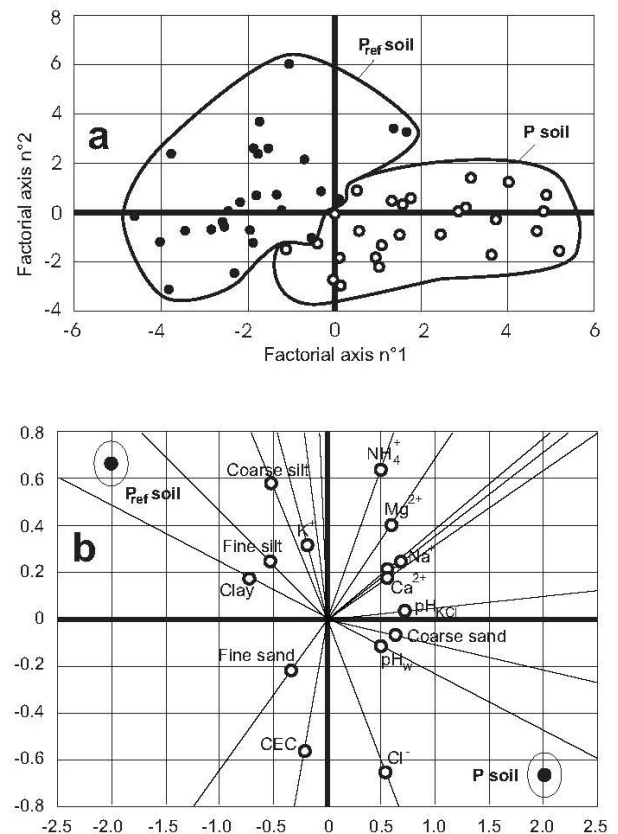 8
P_ref soil
6
a
4
P soil
2
0
-2
-4
Factorial axis n°2
-6 -4 -2 0 2 4 6
Factorial axis n°1
0.8
NH₄⁺
Coarse silt
0.6
P_ref soil
Mg²⁺
K⁺
0.4
b
Fine silt
Na⁺
0.2
Clay
Ca²⁺
pH_KCl
0
Coarse sand
Fine sand
pH_w
-0.2
-0.4
CEC
Cl⁻
-0.6
P soil
-0.8
-2.5 -2.0 -1.5 -1.0 -0.5 0 0.5 1.0 1.5 2.0 2.5